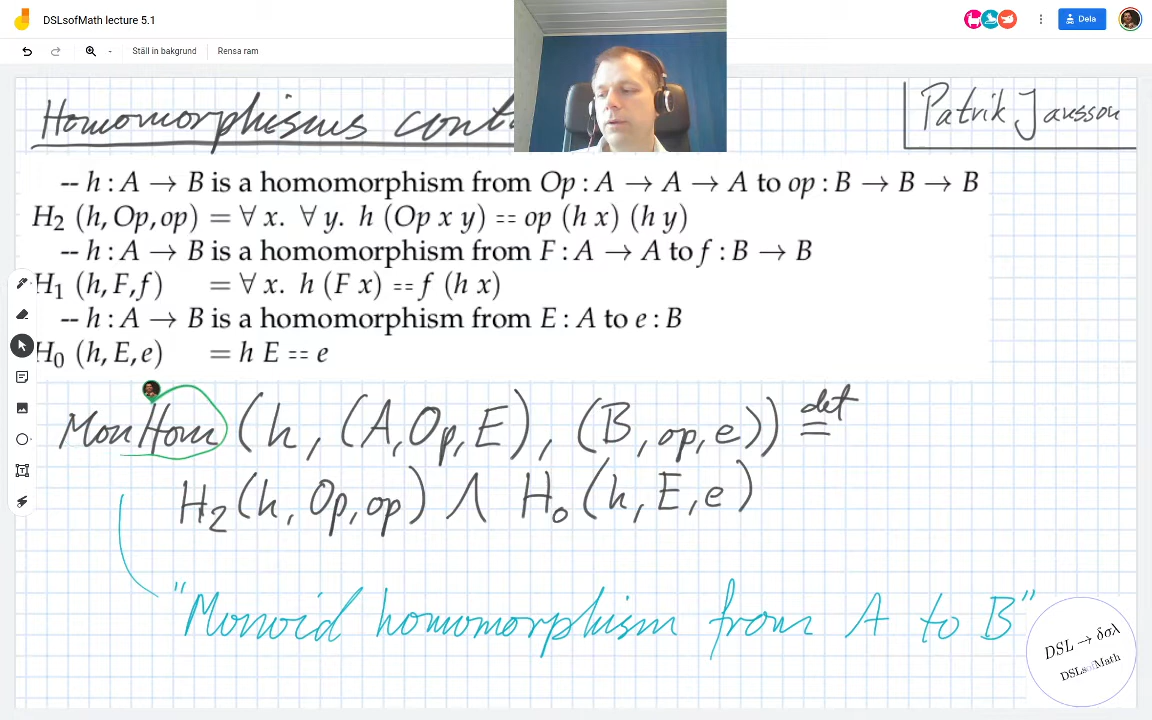 DSLsofMath lecture 5.1
Dela
Ställ in bakgrund
Rensa ram
Homomorphisms cont
Patrik Jansson
-- h : A → B is a homomorphism from Op : A → A → A to op : B → B → B
H₂ (h, Op, op) = ∀ x. ∀ y. h (Op x y) == op (h x) (h y)
-- h : A → B is a homomorphism from F : A → A to f : B → B
H₁ (h, F, f) = ∀ x. h (F x) == f (h x)
-- h : A → B is a homomorphism from E : A to e : B
H₀ (h, E, e) = h E == e
MonHom (h, (A, Op, E), (B, op, e)) def =
H₂ (h, Op, op) ∧ H₀ (h, E, e)
"Monoid homomorphism from A to B"
DSL → δσλ
DSLsofMath